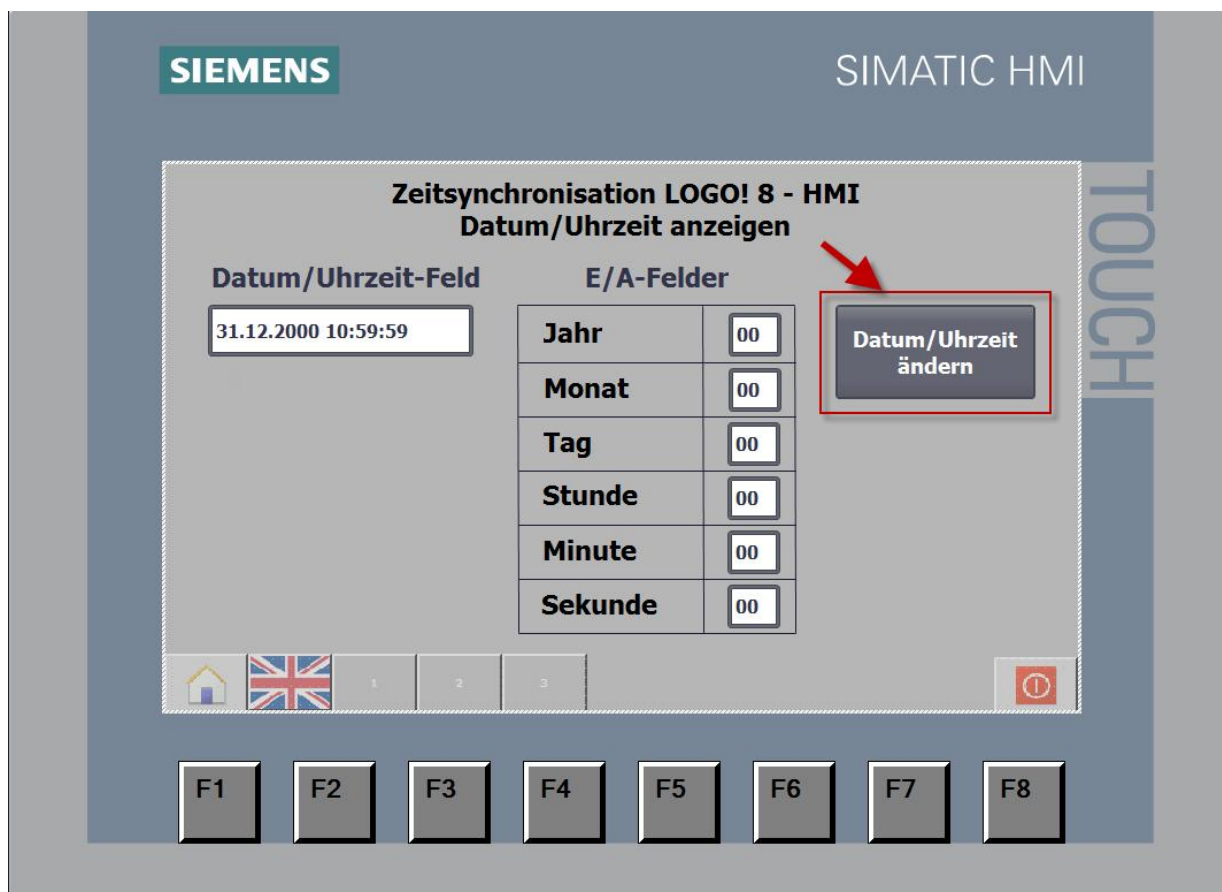 SIEMENS
SIMATIC HMI
TOUCH
Zeitsynchronisation LOGO! 8 - HMI
Datum/Uhrzeit anzeigen
Datum/Uhrzeit-Feld
E/A-Felder
31.12.2000 10:59:59
Jahr 00
Monat 00
Tag 00
Stunde 00
Minute 00
Sekunde 00
Datum/Uhrzeit
ändern
1 2 3
F1 F2 F3 F4 F5 F6 F7 F8